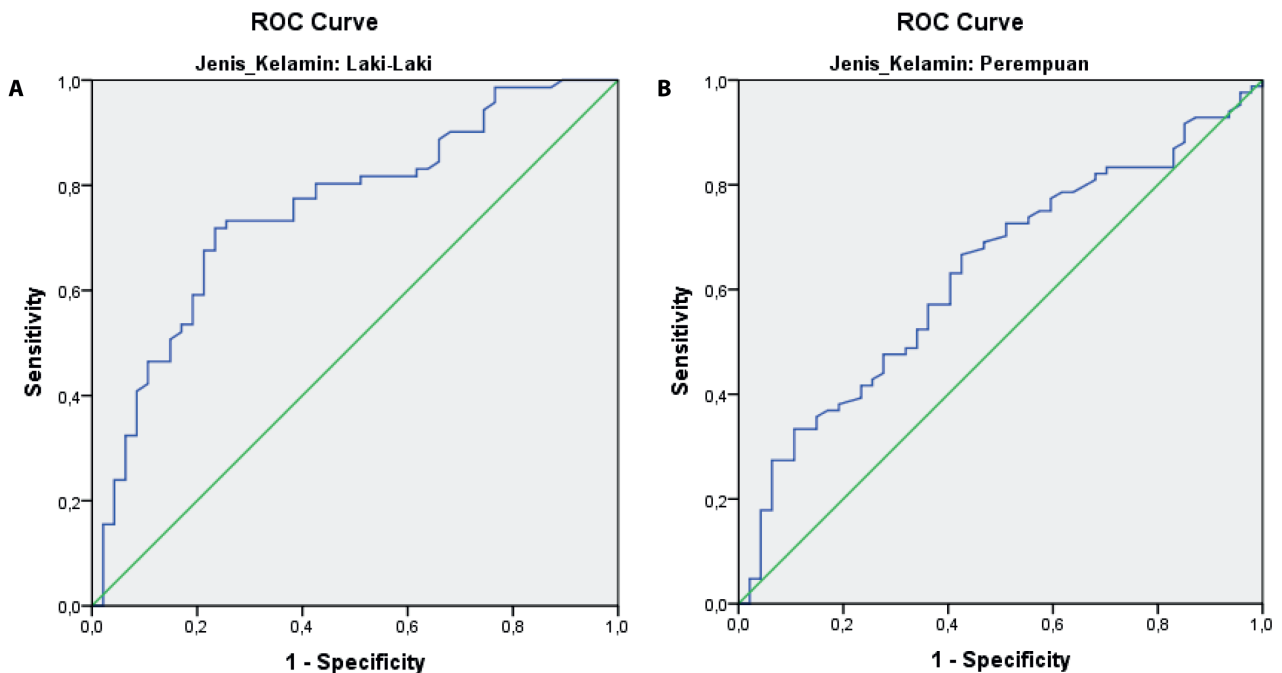 ROC Curve
Jenis_Kelamin: Laki-Laki
A
1,0
0,8
0,6
0,4
0,2
0,0
Sensitivity
0,0 0,2 0,4 0,6 0,8 1,0
1 - Specificity
ROC Curve
Jenis_Kelamin: Perempuan
B
1,0
0,8
0,6
0,4
0,2
0,0
Sensitivity
0,0 0,2 0,4 0,6 0,8 1,0
1 - Specificity